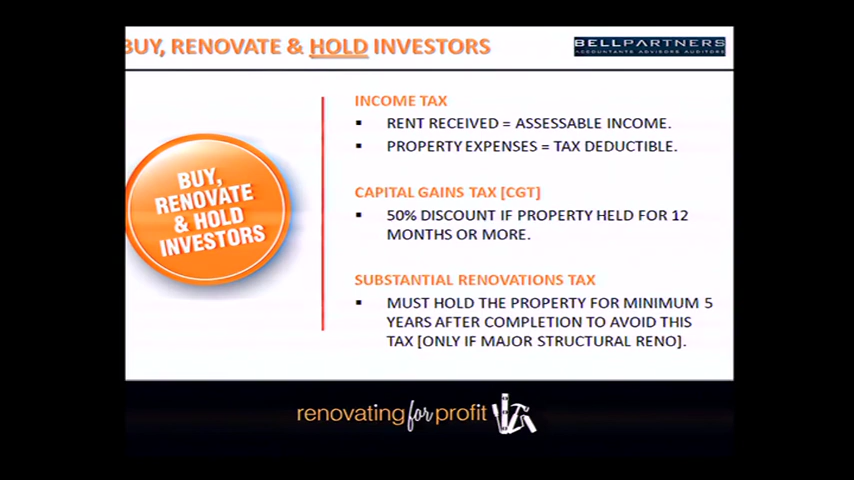 BUY, RENOVATE & HOLD INVESTORS
BELLPARTNERS
ACCOUNTANTS ADVISORS AUDITORS
INCOME TAX
▪ RENT RECEIVED = ASSESSABLE INCOME.
▪ PROPERTY EXPENSES = TAX DEDUCTIBLE.
BUY,
RENOVATE
& HOLD
INVESTORS
CAPITAL GAINS TAX [CGT]
▪ 50% DISCOUNT IF PROPERTY HELD FOR 12
MONTHS OR MORE.
SUBSTANTIAL RENOVATIONS TAX
▪ MUST HOLD THE PROPERTY FOR MINIMUM 5
YEARS AFTER COMPLETION TO AVOID THIS
TAX [ONLY IF MAJOR STRUCTURAL RENO].
renovating for profit